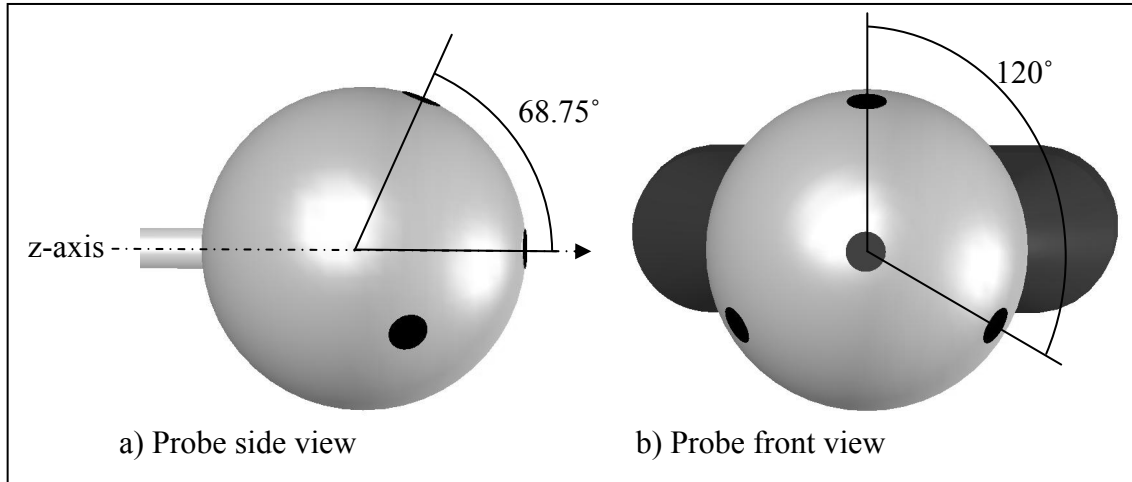 68.75˚
z-axis
a) Probe side view
120˚
b) Probe front view